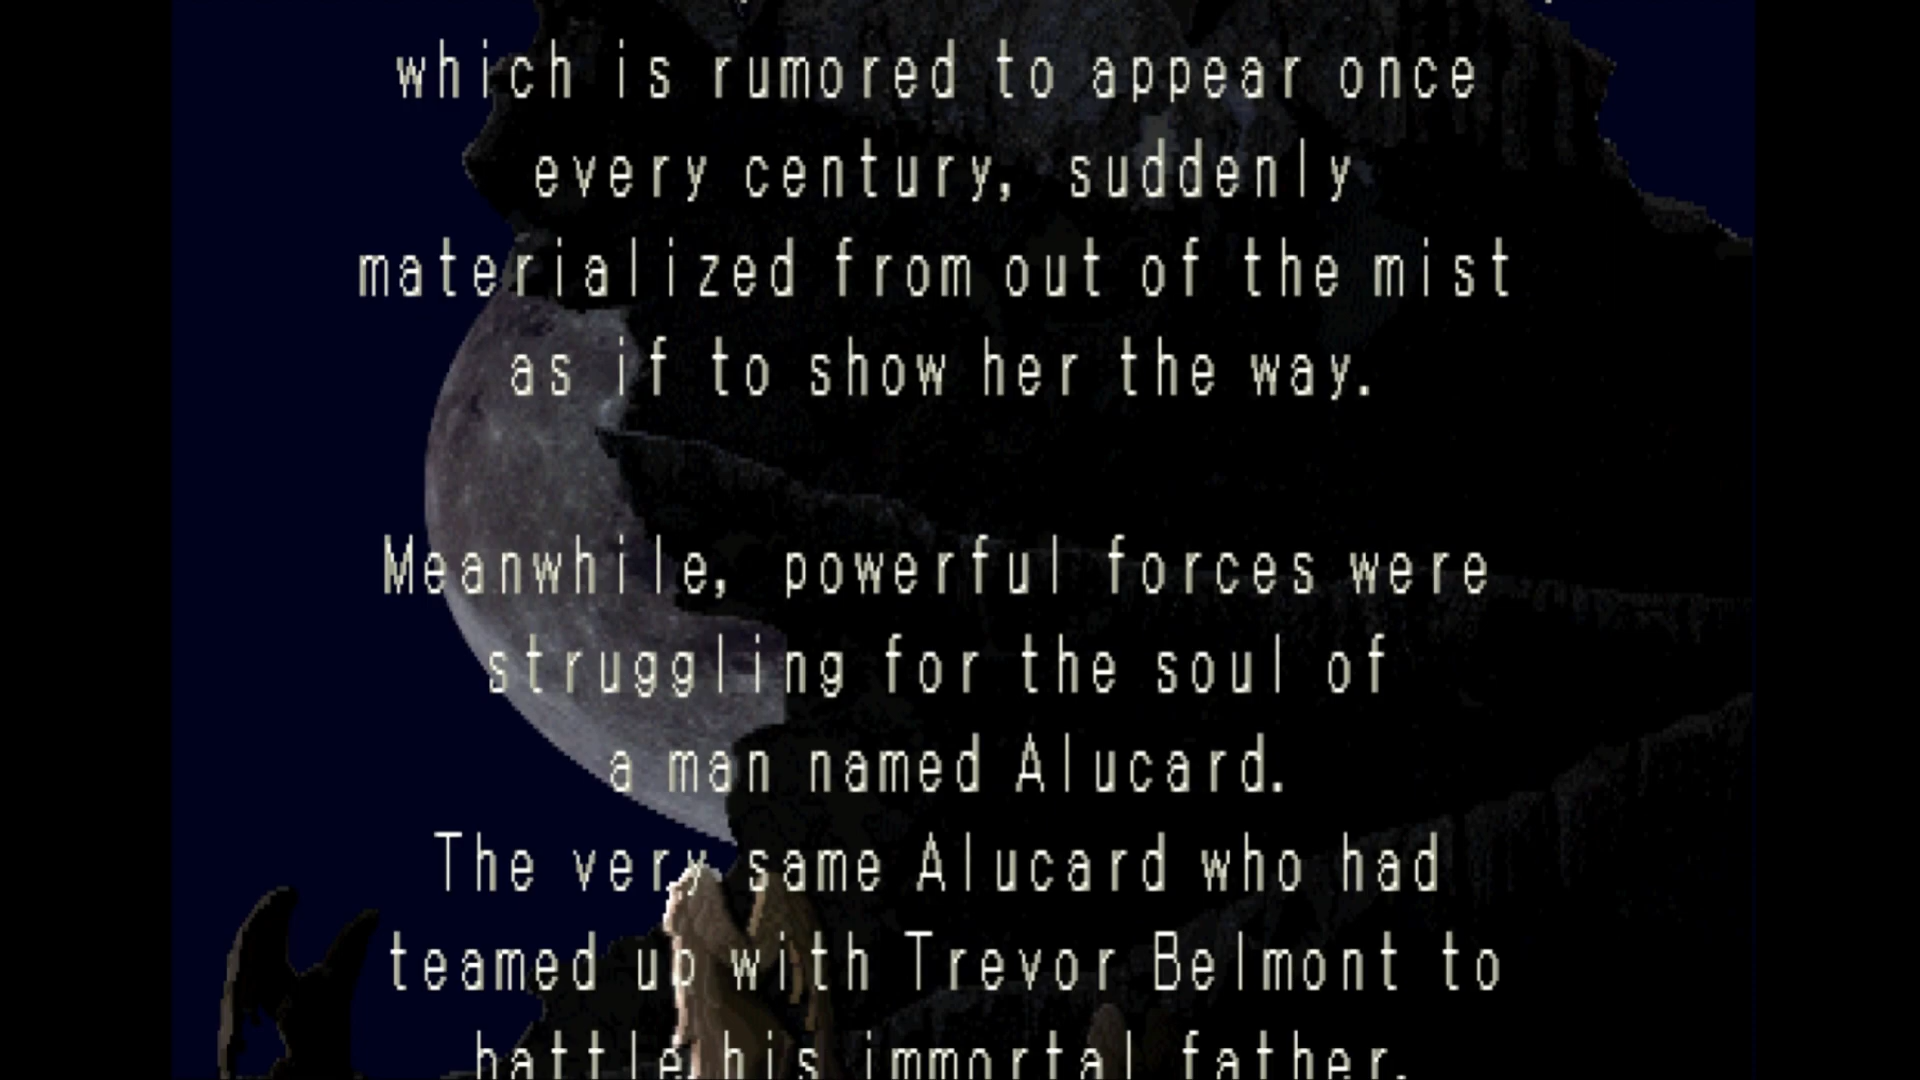 which is rumored to appear once
every century, suddenly
materialized from out of the mist
as if to show her the way.
Meanwhile, powerful forces were
struggling for the soul of
a man named Alucard.
The very same Alucard who had
teamed up with Trevor Belmont to
battle his immortal father,